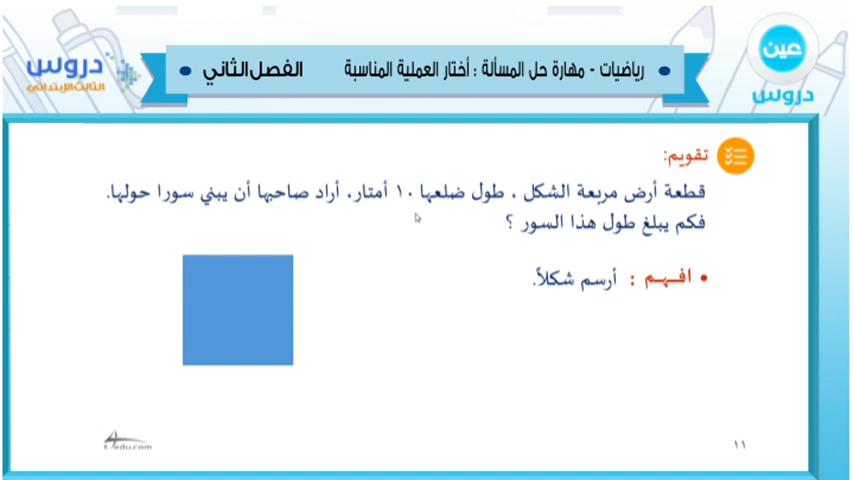 عين
دروس
رياضيات - مهارة حل المسألة : أختار العملية المناسبة الفصل الثاني
دروس
الثالث الإبتدائي
تقويم:
قطعة أرض مربعة الشكل ، طول ضلعها ١٠ أمتار، أراد صاحبها أن يبني سورا حولها.
فكم يبلغ طول هذا السور ؟
• افـهـم : أرسم شكلاً.
t4edu.com
١١